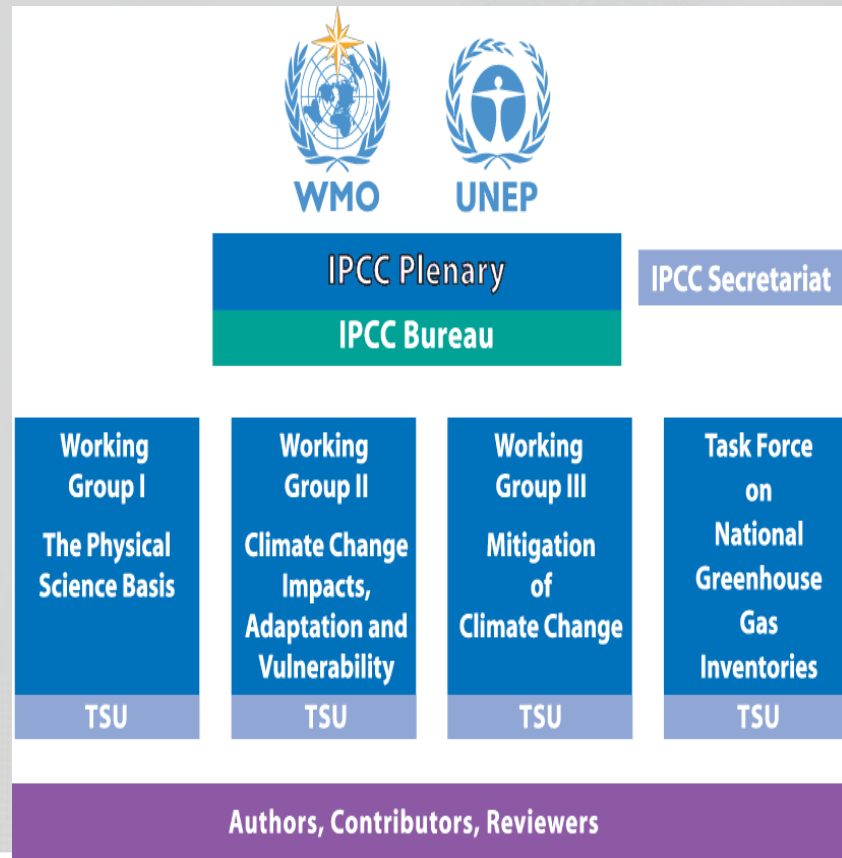 WMO
UNEP
IPCC Plenary
IPCC Secretariat
IPCC Bureau
Working
Group I
The Physical
Science Basis
TSU
Working
Group II
Climate Change
Impacts,
Adaptation and
Vulnerability
TSU
Working
Group III
Mitigation
of
Climate Change
TSU
Task Force
on
National
Greenhouse
Gas
Inventories
TSU
Authors, Contributors, Reviewers